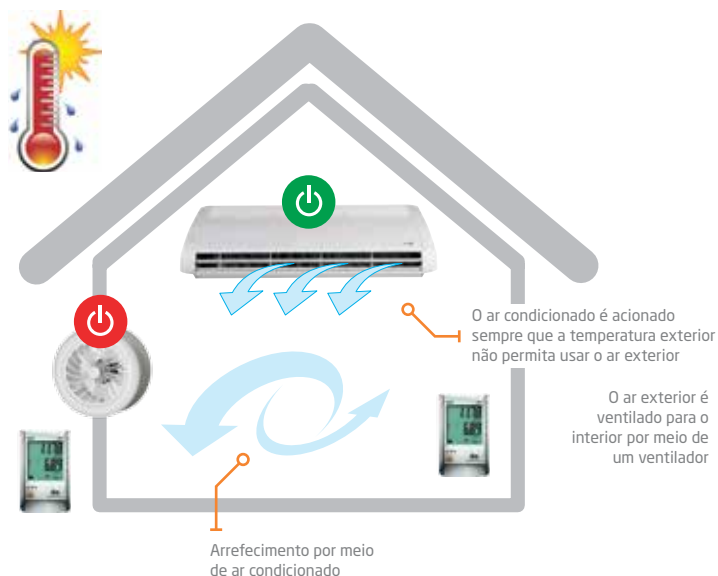 O ar condicionado é acionado
sempre que a temperatura exterior
não permita usar o ar exterior
O ar exterior é
ventilado para o
interior por meio de
um ventilador
Arrefecimento por meio
de ar condicionado